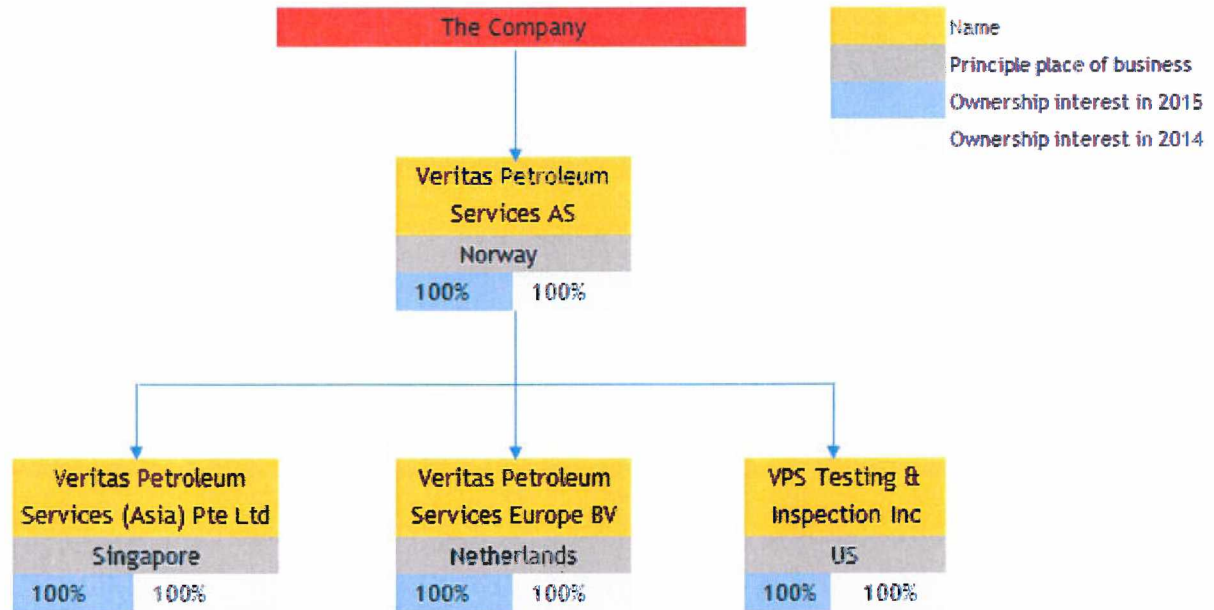 The Company
Name
Principle place of business
Ownership interest in 2015
Ownership interest in 2014
Veritas Petroleum
Services AS
Norway
100% 100%
Veritas Petroleum
Services (Asia) Pte Ltd
Singapore
100% 100%
Veritas Petroleum
Services Europe BV
Netherlands
100% 100%
VPS Testing &
Inspection Inc
US
100% 100%